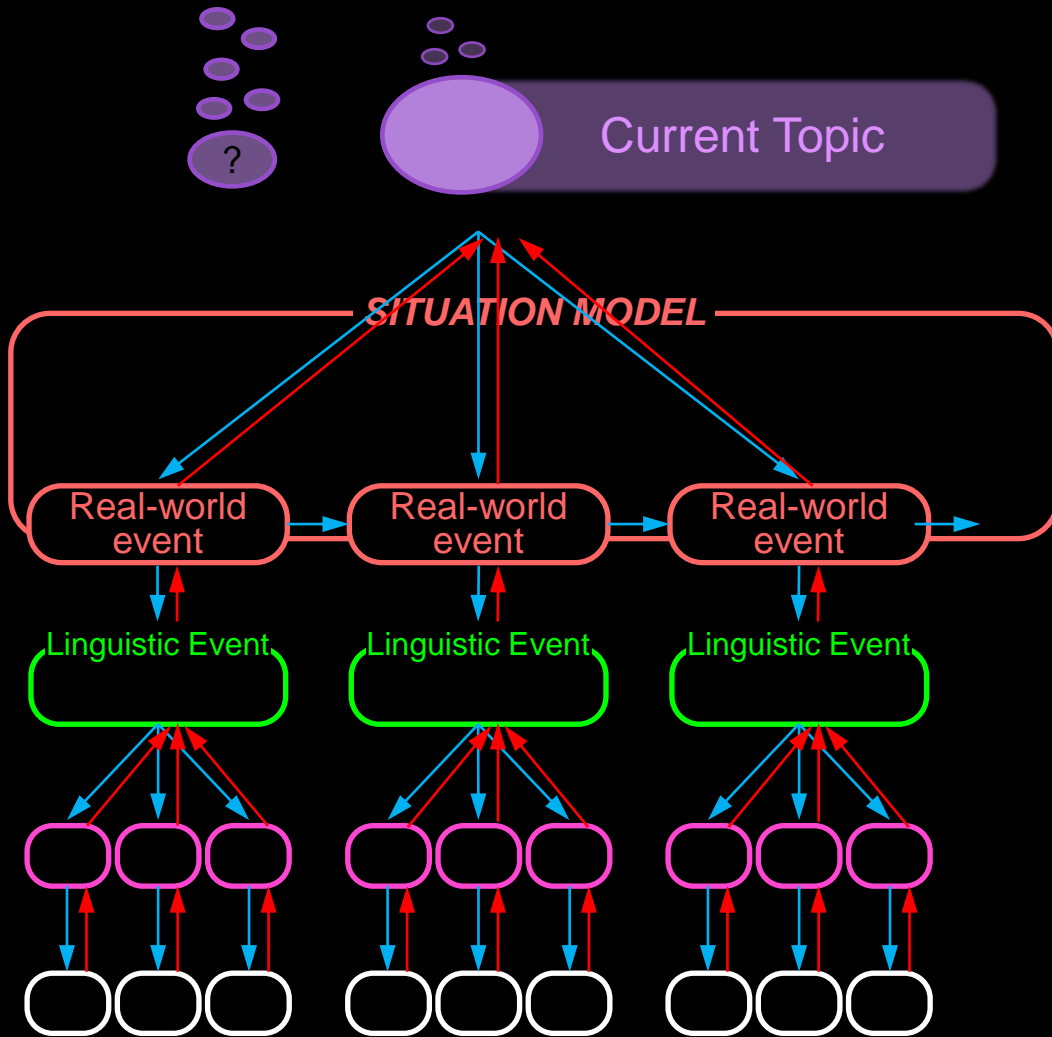 ?
Current Topic
SITUATION MODEL
Real-world
event
Real-world
event
Real-world
event
Linguistic Event
Linguistic Event
Linguistic Event